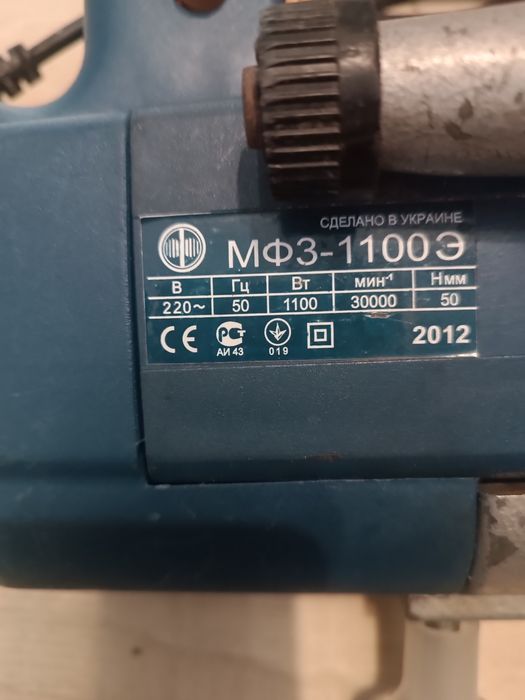 СДЕЛАНО В УКРАИНЕ
МФЗ-1100Э
В Гц Вт мин⁻¹ Нмм
220~ 50 1100 30000 50
CE РСТ 2012
АИ 43 019